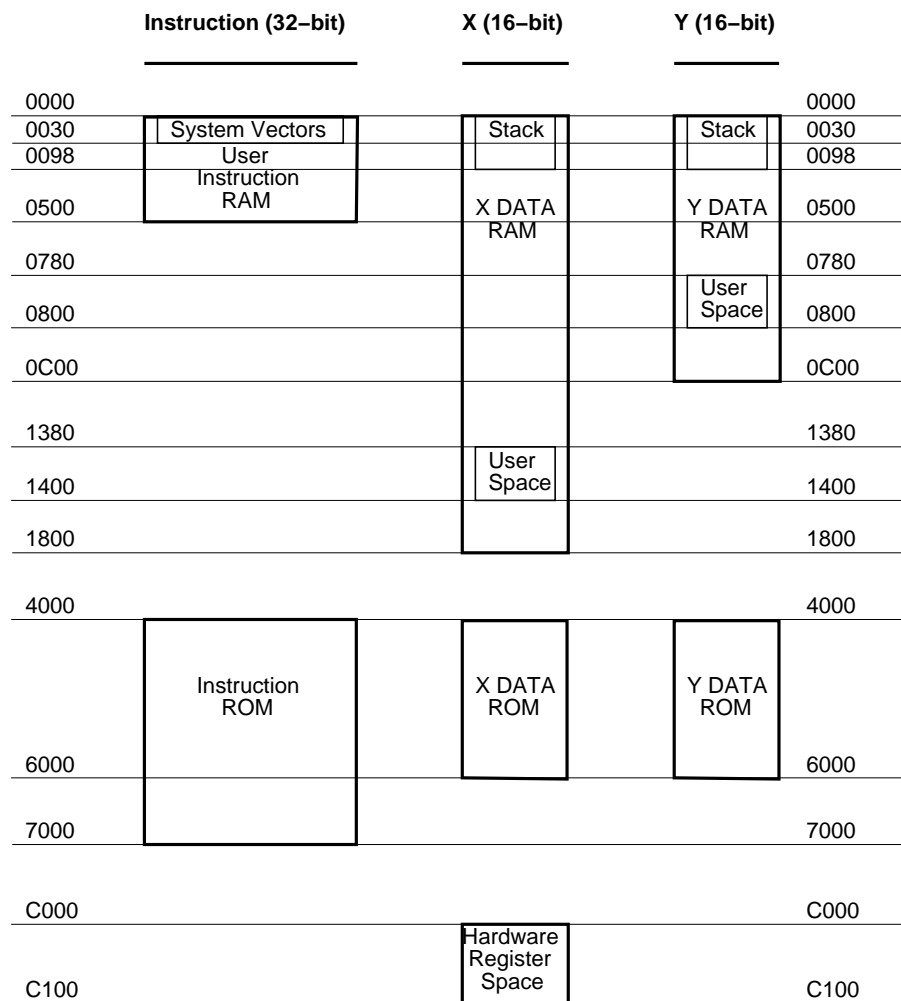 Instruction (32–bit) X (16–bit) Y (16–bit)
0000 0000
0030 System Vectors Stack Stack 0030
0098 User 0098
Instruction
RAM
0500 X DATA Y DATA 0500
RAM RAM
0780 0780
User
0800 Space 0800
0C00 0C00
1380 1380
User
Space
1400 1400
1800 1800
4000 4000
Instruction X DATA Y DATA
ROM ROM ROM
6000 6000
7000 7000
C000 C000
Hardware
Register
Space
C100 C100